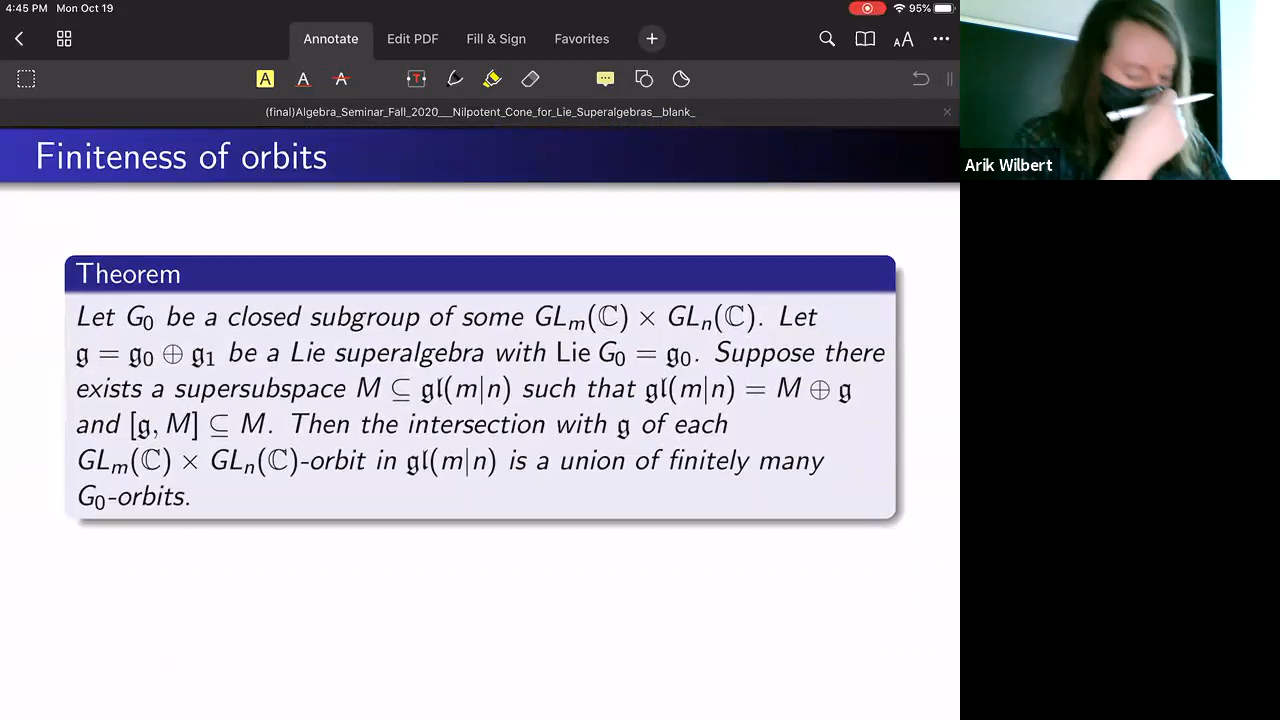 4:45 PM Mon Oct 19
95%
Annotate Edit PDF Fill & Sign Favorites
AA
A A A T
(final)Algebra_Seminar_Fall_2020___Nilpotent_Cone_for_Lie_Superalgebras__blank_
Finiteness of orbits
Arik Wilbert
Theorem
Let G₀ be a closed subgroup of some GLₘ(ℂ) × GLₙ(ℂ). Let
𝔤 = 𝔤₀ ⊕ 𝔤₁ be a Lie superalgebra with Lie G₀ = 𝔤₀. Suppose there
exists a supersubspace M ⊆ 𝔤𝔩(m|n) such that 𝔤𝔩(m|n) = M ⊕ 𝔤
and [𝔤, M] ⊆ M. Then the intersection with 𝔤 of each
GLₘ(ℂ) × GLₙ(ℂ)-orbit in 𝔤𝔩(m|n) is a union of finitely many
G₀-orbits.